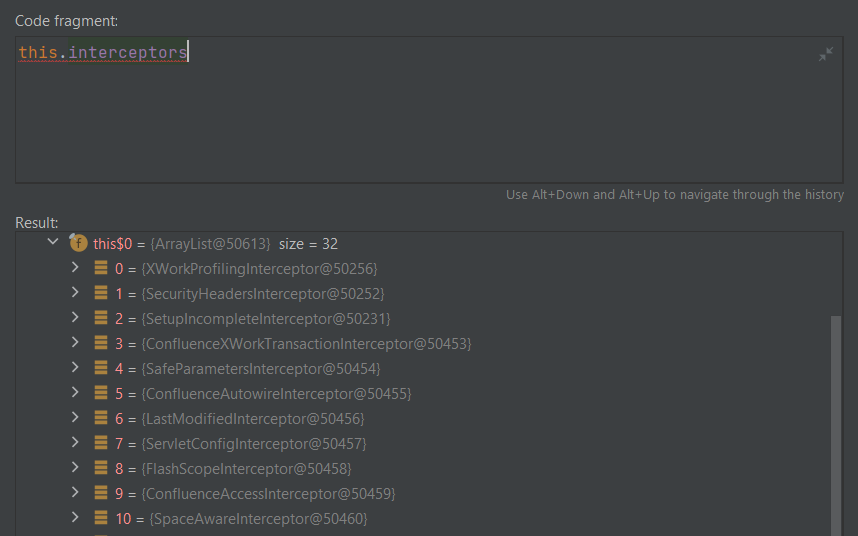 Code fragment:
this.interceptors
Use Alt+Down and Alt+Up to navigate through the history
Result:
f this$0 = {ArrayList@50613} size = 32
0 = {XWorkProfilingInterceptor@50256}
1 = {SecurityHeadersInterceptor@50252}
2 = {SetupIncompleteInterceptor@50231}
3 = {ConfluenceXWorkTransactionInterceptor@50453}
4 = {SafeParametersInterceptor@50454}
5 = {ConfluenceAutowireInterceptor@50455}
6 = {LastModifiedInterceptor@50456}
7 = {ServletConfigInterceptor@50457}
8 = {FlashScopeInterceptor@50458}
9 = {ConfluenceAccessInterceptor@50459}
10 = {SpaceAwareInterceptor@50460}